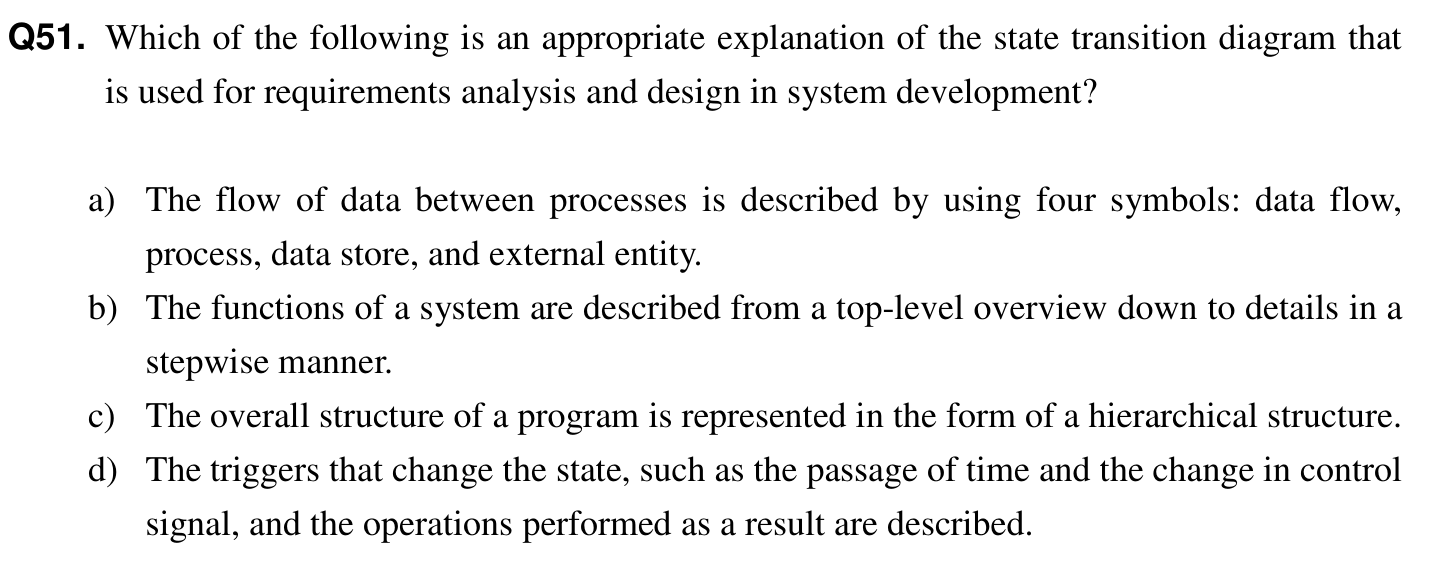 Q51. Which of the following is an appropriate explanation of the state transition diagram that
is used for requirements analysis and design in system development?
a) The flow of data between processes is described by using four symbols: data flow,
process, data store, and external entity.
b) The functions of a system are described from a top-level overview down to details in a
stepwise manner.
c) The overall structure of a program is represented in the form of a hierarchical structure.
d) The triggers that change the state, such as the passage of time and the change in control
signal, and the operations performed as a result are described.